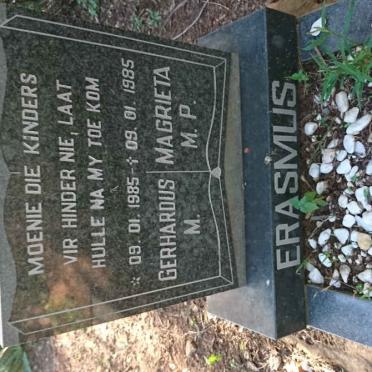 MOENIE DIE KINDERS
VIR HINDER NIE, LAAT
HULLE NA MY TOE KOM
☆ 09. 01. 1985 ✝ 09. 01. 1985
GERHARDUS MAGRIETA
M. M. P.
ERASMUS